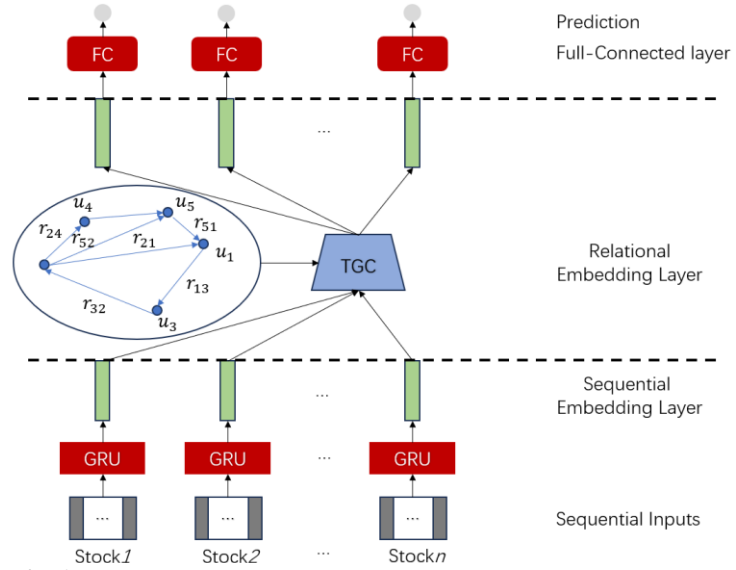 Prediction
FC FC FC Full-Connected layer
...
u₄ u₅
r₂₄ r₅₂ r₂₁ r₅₁
u₁
TGC
Relational
Embedding Layer
r₁₃
r₃₂
u₃
Sequential
Embedding Layer
...
GRU GRU ... GRU
... ... ...
Sequential Inputs
Stock1 Stock2 ... Stockn